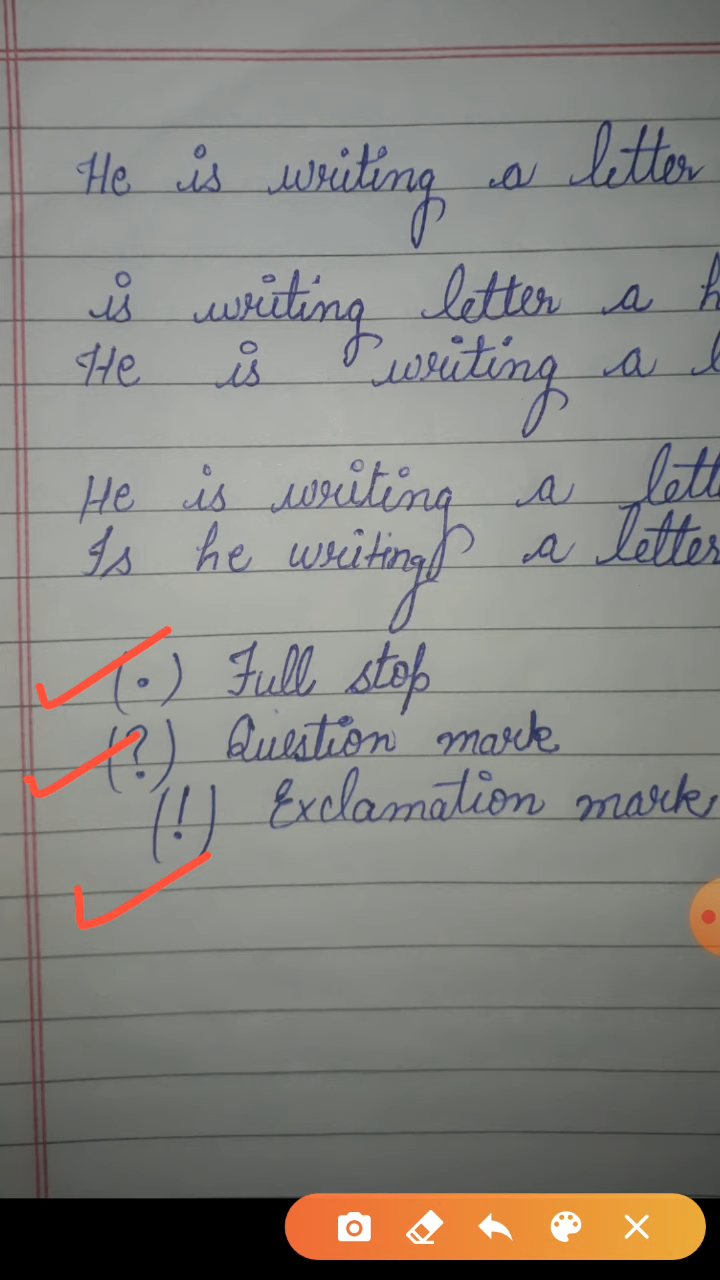 He is writing a letter
is writing letter a h
He is writing a l
He is writing a lett
Is he writing a letter
(.) Full stop
(?) Question mark
(!) Exclamation mark